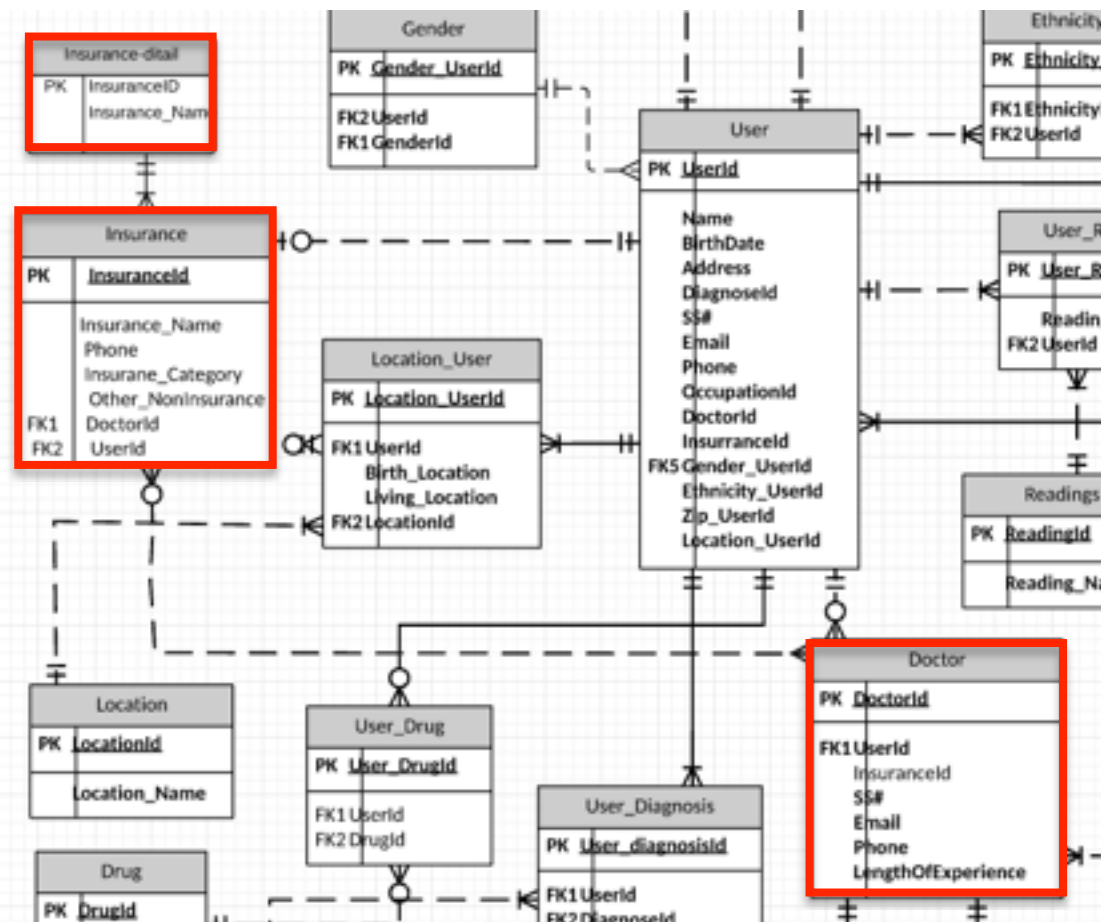 Insurance-ditail
PK InsuranceID
Insurance_Nam
Gender
PK Gender_UserId
FK2 UserId
FK1 GenderId
Ethnicity
PK Ethnicity_
FK1 Ethnicity
FK2 UserId
User
PK UserId
Name
BirthDate
Address
DiagnoseId
SS#
Email
Phone
OccupationId
DoctorId
InsurranceId
FK5 Gender_UserId
Ethnicity_UserId
Zip_UserId
Location_UserId
Insurance
PK InsuranceId
Insurance_Name
Phone
Insurane_Category
Other_NonInsurance
FK1 DoctorId
FK2 UserId
Location_User
PK Location_UserId
FK1 UserId
Birth_Location
Living_Location
FK2 LocationId
User_R
PK User_R
Readin
FK2 UserId
Readings
PK ReadingId
Reading_Na
Location
PK LocationId
Location_Name
User_Drug
PK User_DrugId
FK1 UserId
FK2 DrugId
Doctor
PK DoctorId
FK1 UserId
InsuranceId
SS#
Email
Phone
LengthOfExperience
User_Diagnosis
PK User_diagnosisId
FK1 UserId
FK2 DiagnoseId
Drug
PK DrugId